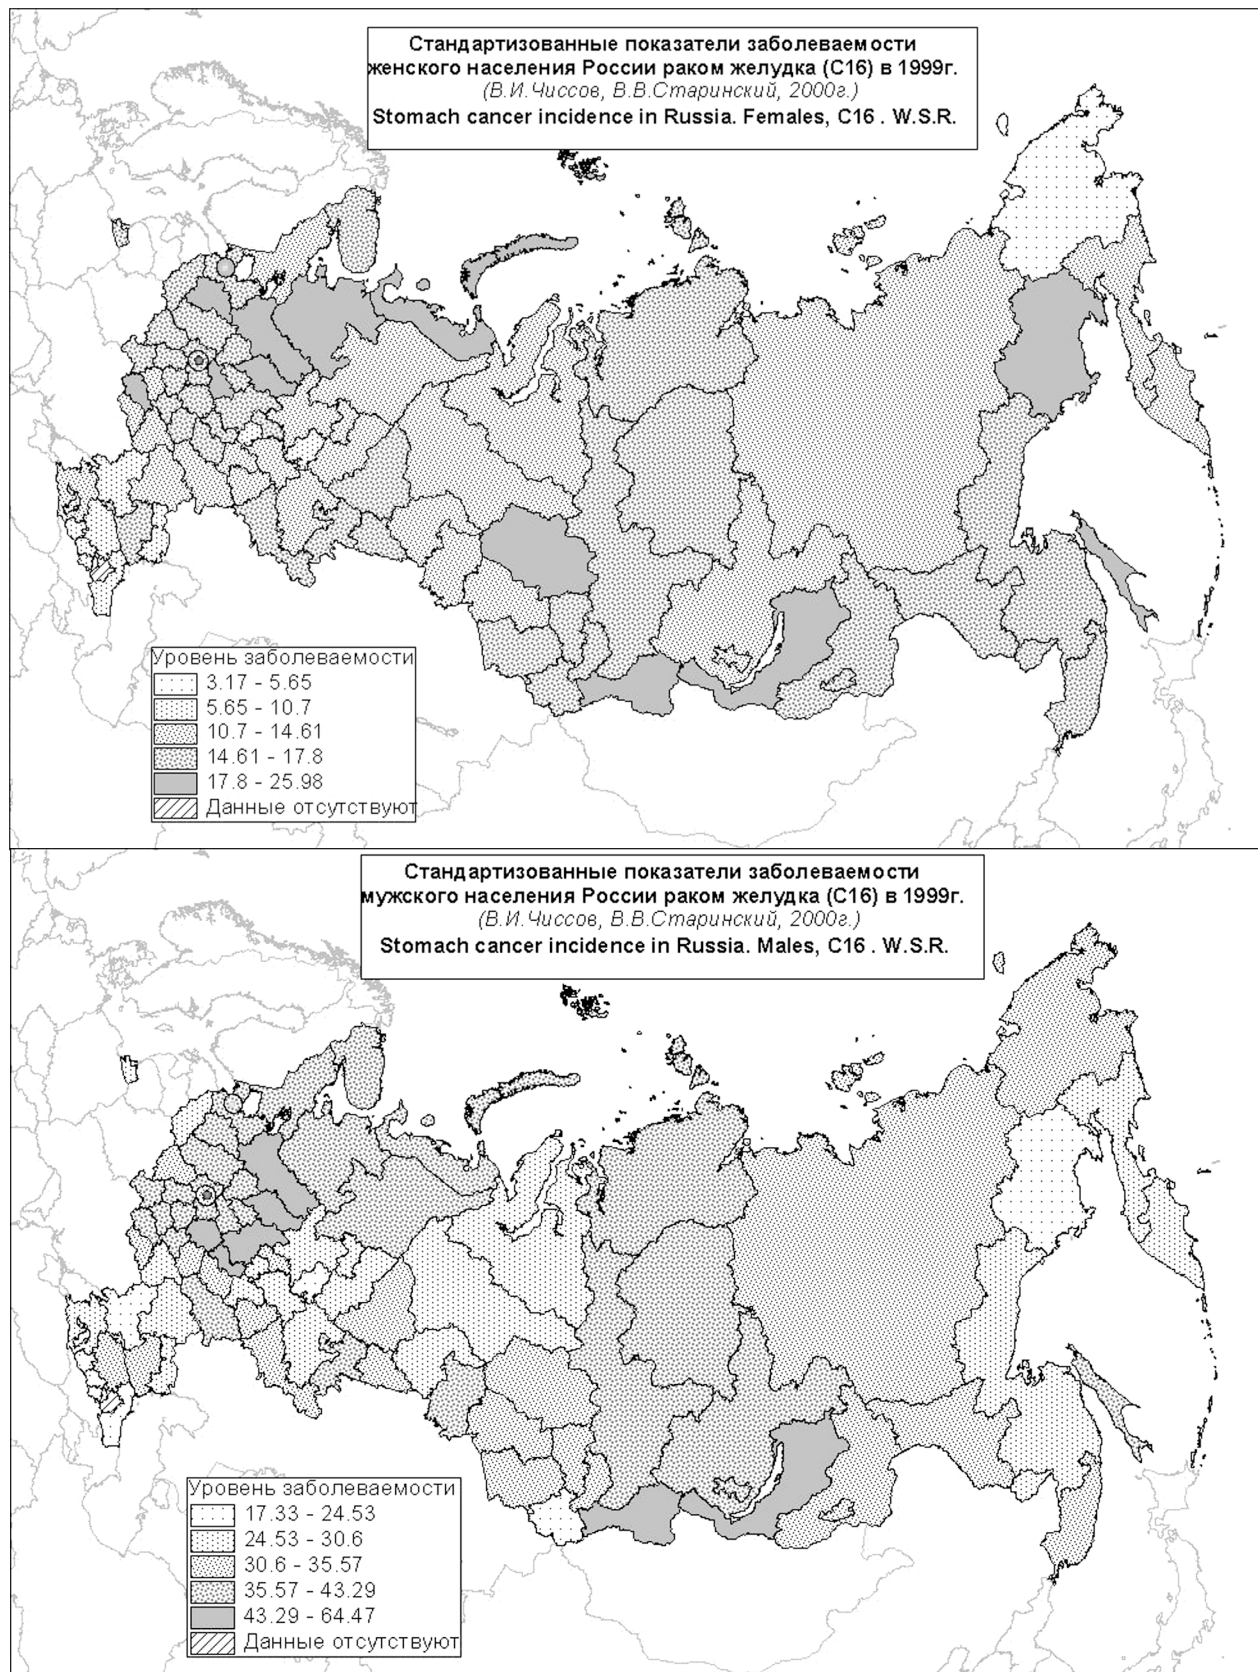 Стандартизованные показатели заболеваемости
женского населения России раком желудка (С16) в 1999г.
(В.И.Чиссов, В.В.Старинский, 2000г.)
Stomach cancer incidence in Russia. Females, C16 . W.S.R.
Уровень заболеваемости
3.17 - 5.65
5.65 - 10.7
10.7 - 14.61
14.61 - 17.8
17.8 - 25.98
Данные отсутствуют
Стандартизованные показатели заболеваемости
мужского населения России раком желудка (С16) в 1999г.
(В.И.Чиссов, В.В.Старинский, 2000г.)
Stomach cancer incidence in Russia. Males, C16 . W.S.R.
Уровень заболеваемости
17.33 - 24.53
24.53 - 30.6
30.6 - 35.57
35.57 - 43.29
43.29 - 64.47
Данные отсутствуют